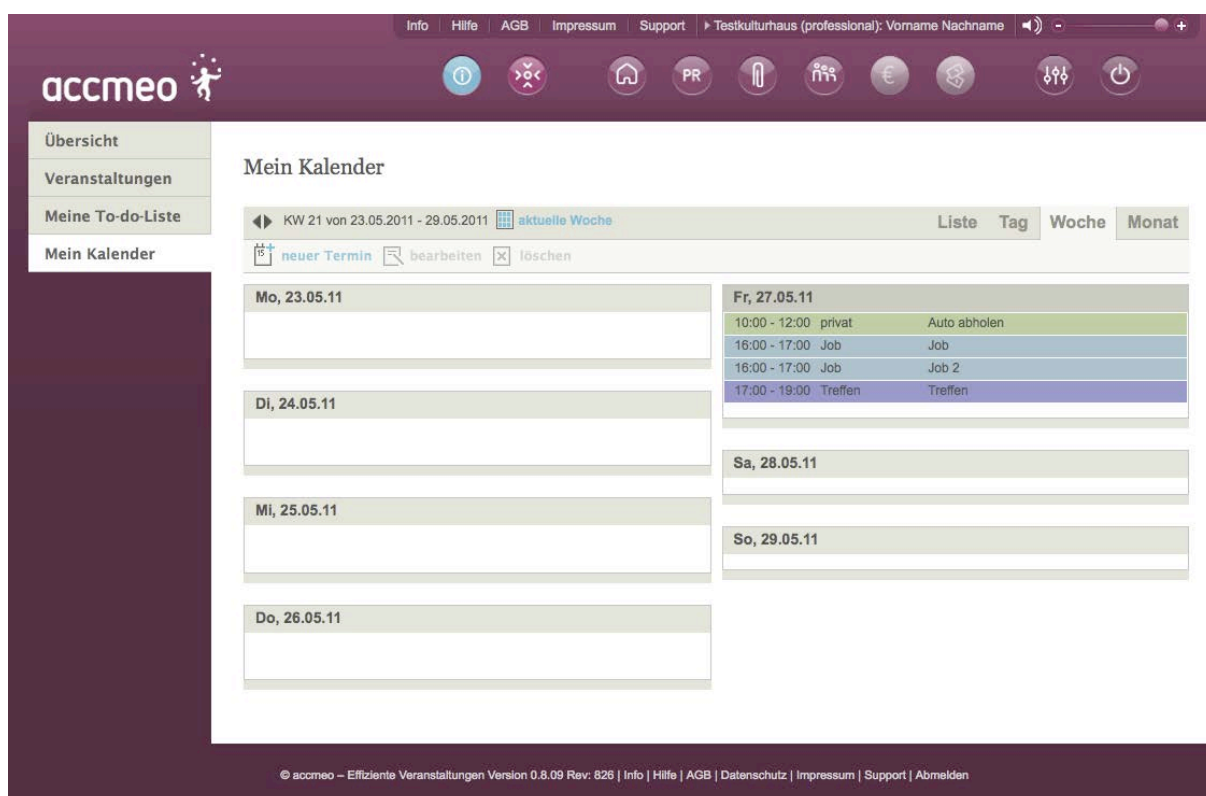 Info | Hilfe | AGB | Impressum | Support | Testkulturhaus (professional): Vorname Nachname - +
accmeo
PR €
Übersicht
Veranstaltungen
Meine To-do-Liste
Mein Kalender
Mein Kalender
KW 21 von 23.05.2011 - 29.05.2011 aktuelle Woche
Liste Tag Woche Monat
15 neuer Termin bearbeiten löschen
Mo, 23.05.11
Di, 24.05.11
Mi, 25.05.11
Do, 26.05.11
Fr, 27.05.11
10:00 - 12:00 privat Auto abholen
16:00 - 17:00 Job Job
16:00 - 17:00 Job Job 2
17:00 - 19:00 Treffen Treffen
Sa, 28.05.11
So, 29.05.11
© accmeo – Effiziente Veranstaltungen Version 0.8.09 Rev: 826 | Info | Hilfe | AGB | Datenschutz | Impressum | Support | Abmelden